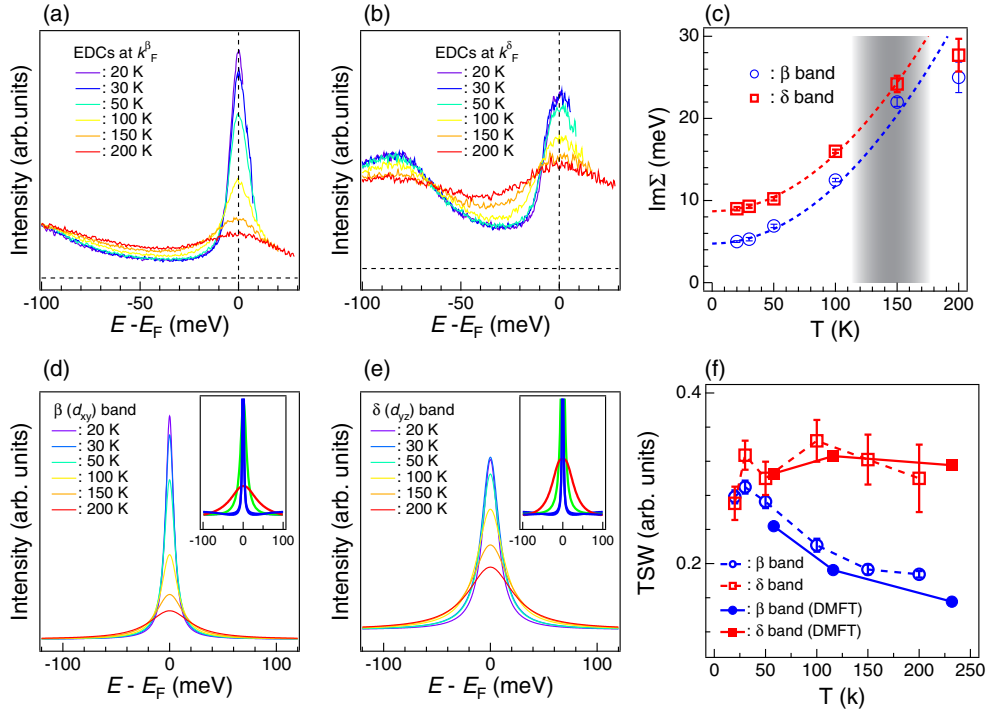 (a)
EDCs at k_F^β
: 20 K
: 30 K
: 50 K
: 100 K
: 150 K
: 200 K
Intensity (arb.units)
-100
-50
0
E -E_F (meV)
(b)
EDCs at k_F^δ
: 20 K
: 30 K
: 50 K
: 100 K
: 150 K
: 200 K
Intensity (arb.units)
-100
-50
0
E -E_F (meV)
(c)
30
20
10
0
ImΣ (meV)
: β band
: δ band
0
50
100
150
200
T (K)
(d)
β (d_xy) band
: 20 K
: 30 K
: 50 K
: 100 K
: 150 K
: 200 K
Intensity (arb.units)
-100
0
100
-100
0
100
E - E_F (meV)
(e)
δ (d_yz) band
: 20 K
: 30 K
: 50 K
: 100 K
: 150 K
: 200 K
Intensity (arb.units)
-100
0
100
-100
0
100
E - E_F (meV)
(f)
0.4
0.2
TSW (arb. units)
: β band
: δ band
: β band (DMFT)
: δ band (DMFT)
0
50
100
150
200
250
T (k)